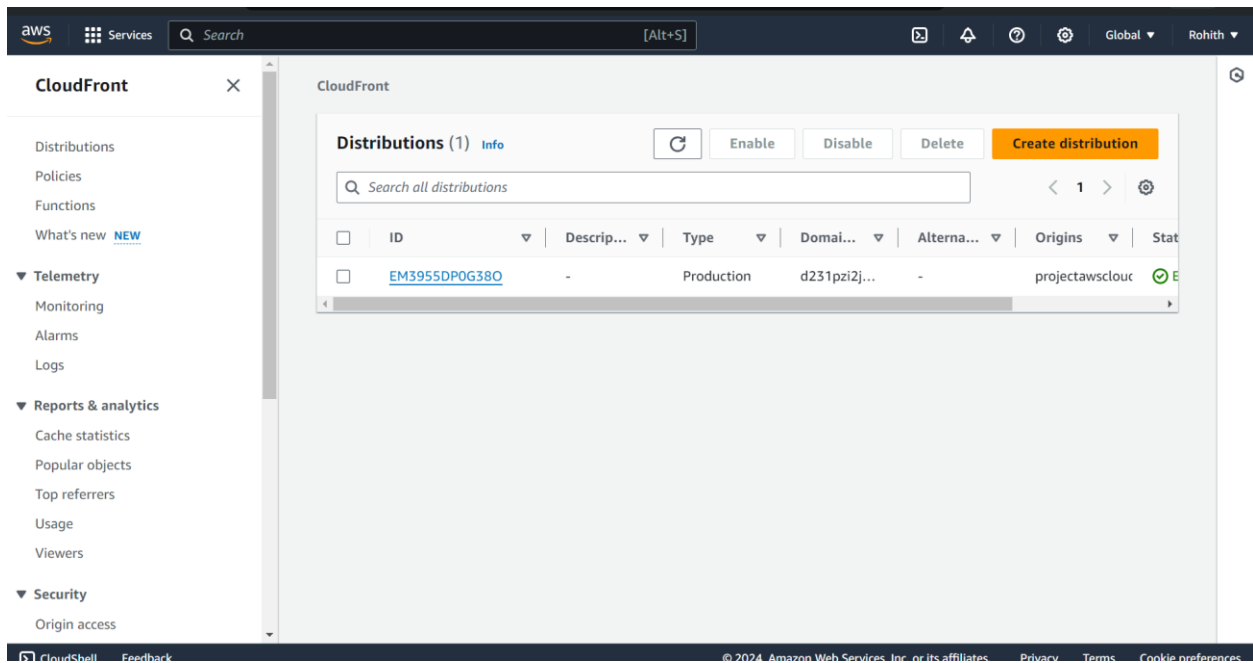 aws Services Search [Alt+S] Global Rohith
CloudFront
Distributions
Policies
Functions
What's new NEW
Telemetry
Monitoring
Alarms
Logs
Reports & analytics
Cache statistics
Popular objects
Top referrers
Usage
Viewers
Security
Origin access
CloudFront
Distributions (1) Info Enable Disable Delete Create distribution
Search all distributions 1
ID Descrip... Type Domai... Alterna... Origins Stat
EM3955DP0G38O - Production d231pzi2j... - projectawsclouc E
CloudShell Feedback © 2024, Amazon Web Services, Inc. or its affiliates. Privacy Terms Cookie preferences